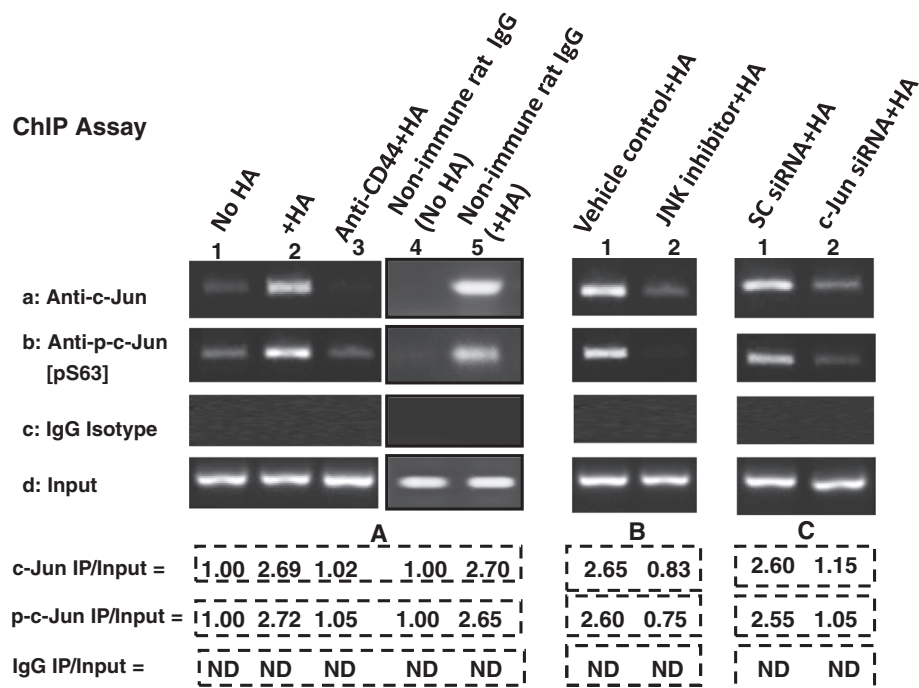 ChIP Assay
No HA
+HA
Anti-CD44+HA
Non-immune rat IgG
(No HA)
Non-immune rat IgG
(+HA)
Vehicle control+HA
JNK inhibitor+HA
SC siRNA+HA
c-Jun siRNA+HA
1 2 3 4 5 1 2 1 2
a: Anti-c-Jun
b: Anti-p-c-Jun
[pS63]
c: IgG Isotype
d: Input
A B C
c-Jun IP/Input = 1.00 2.69 1.02 1.00 2.70 2.65 0.83 2.60 1.15
p-c-Jun IP/Input = 1.00 2.72 1.05 1.00 2.65 2.60 0.75 2.55 1.05
IgG IP/Input = ND ND ND ND ND ND ND ND ND